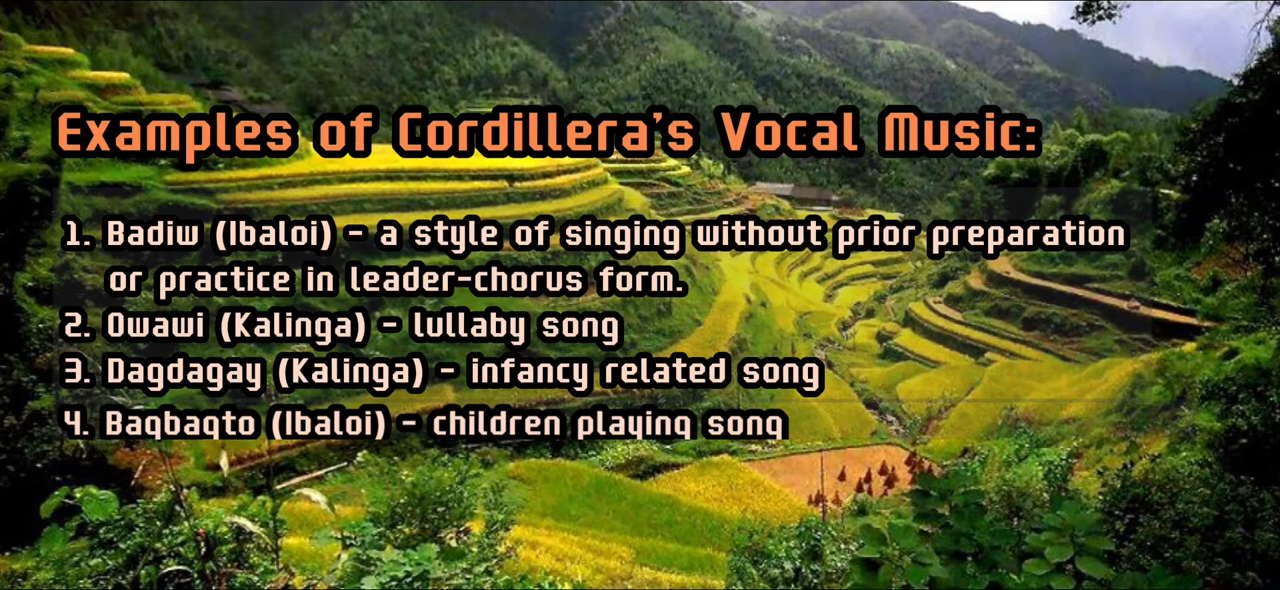 Examples of Cordillera's Vocal Music:
1. Badiw (Ibaloi) – a style of singing without prior preparation
or practice in leader-chorus form.
2. Owawi (Kalinga) – lullaby song
3. Dagdagay (Kalinga) – infancy related song
4. Bagbagto (Ibaloi) – children playing song